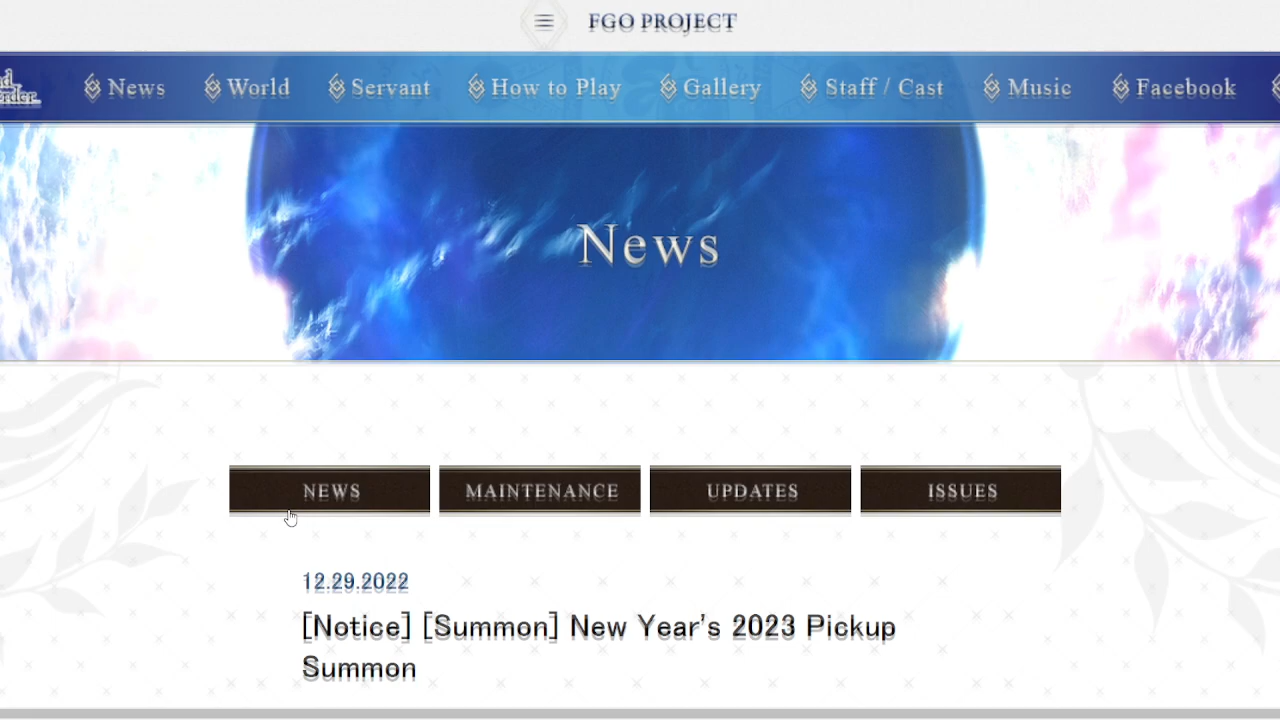 FGO PROJECT
News World Servant How to Play Gallery Staff / Cast Music Facebook
News
NEWS MAINTENANCE UPDATES ISSUES
12.29.2022
[Notice] [Summon] New Year's 2023 Pickup
Summon